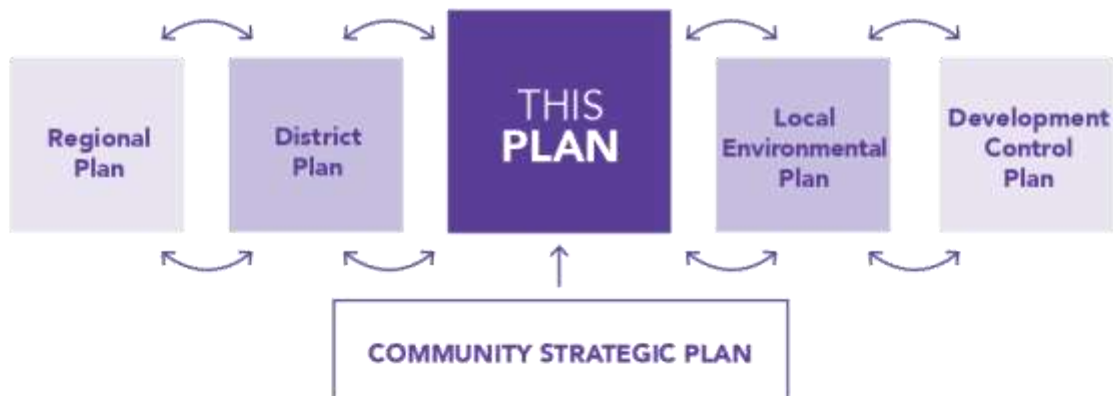 Regional
Plan
District
Plan
THIS
PLAN
Local
Environmental
Plan
Development
Control
Plan
COMMUNITY STRATEGIC PLAN